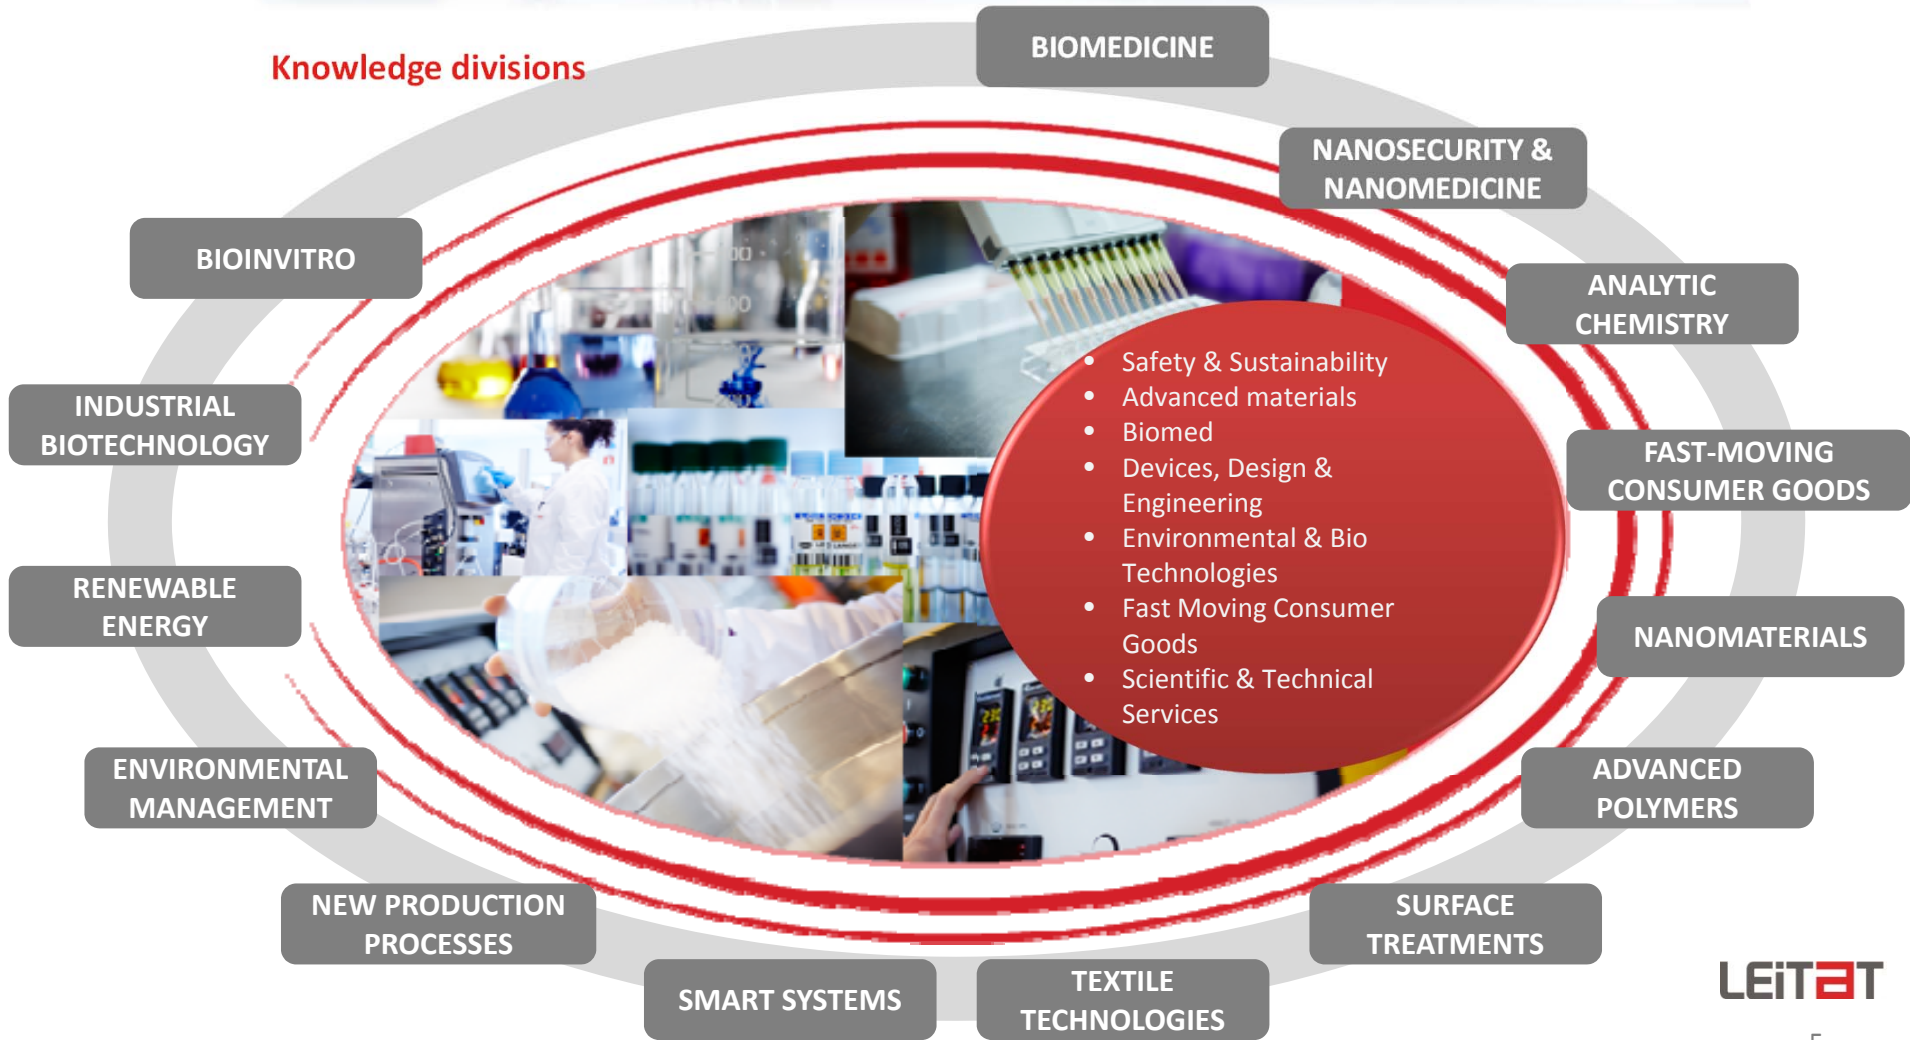 Knowledge divisions
BIOMEDICINE
NANOSECURITY &
NANOMEDICINE
ANALYTIC
CHEMISTRY
FAST-MOVING
CONSUMER GOODS
NANOMATERIALS
ADVANCED
POLYMERS
SURFACE
TREATMENTS
TEXTILE
TECHNOLOGIES
SMART SYSTEMS
NEW PRODUCTION
PROCESSES
ENVIRONMENTAL
MANAGEMENT
RENEWABLE
ENERGY
INDUSTRIAL
BIOTECHNOLOGY
BIOINVITRO
• Safety & Sustainability
• Advanced materials
• Biomed
• Devices, Design &
Engineering
• Environmental & Bio
Technologies
• Fast Moving Consumer
Goods
• Scientific & Technical
Services
LEiTAT